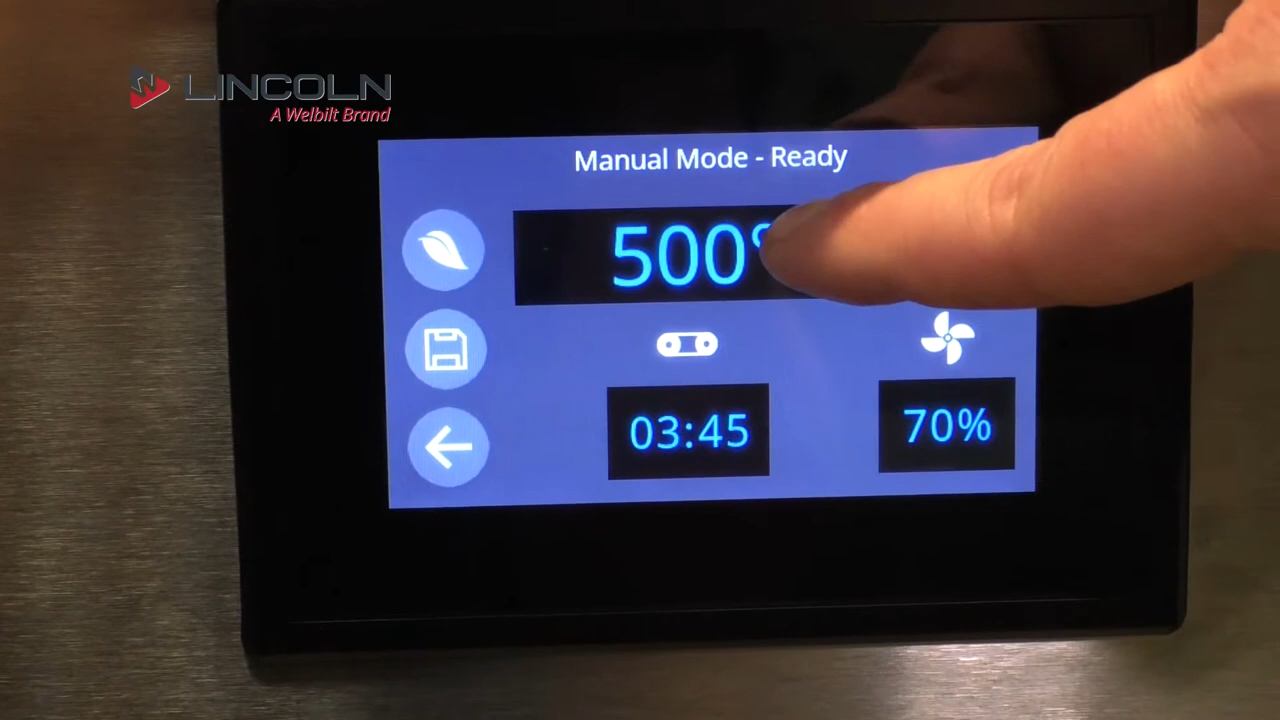 LINCOLN
A Welbilt Brand
Manual Mode - Ready
500°
03:45
70%